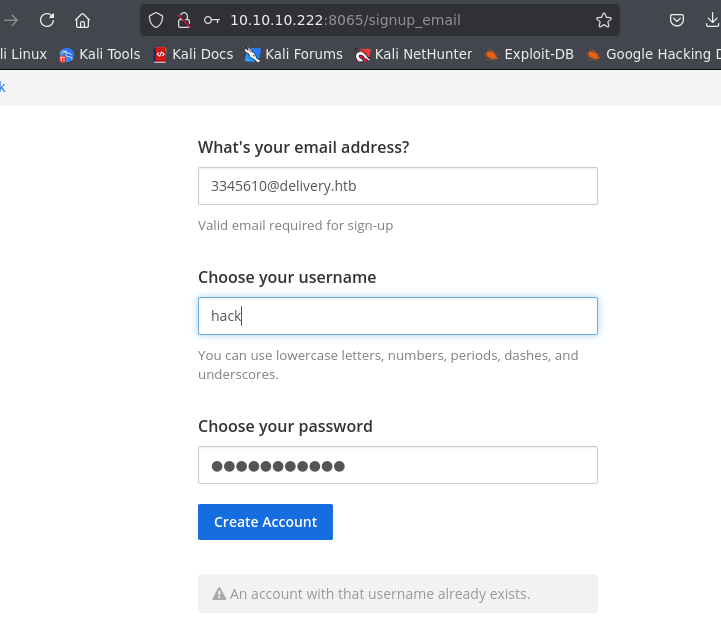 10.10.10.222:8065/signup_email
li Linux Kali Tools Kali Docs Kali Forums Kali NetHunter Exploit-DB Google Hacking D
k
What's your email address?
3345610@delivery.htb
Valid email required for sign-up
Choose your username
hack
You can use lowercase letters, numbers, periods, dashes, and
underscores.
Choose your password
●●●●●●●●●●●
Create Account
An account with that username already exists.